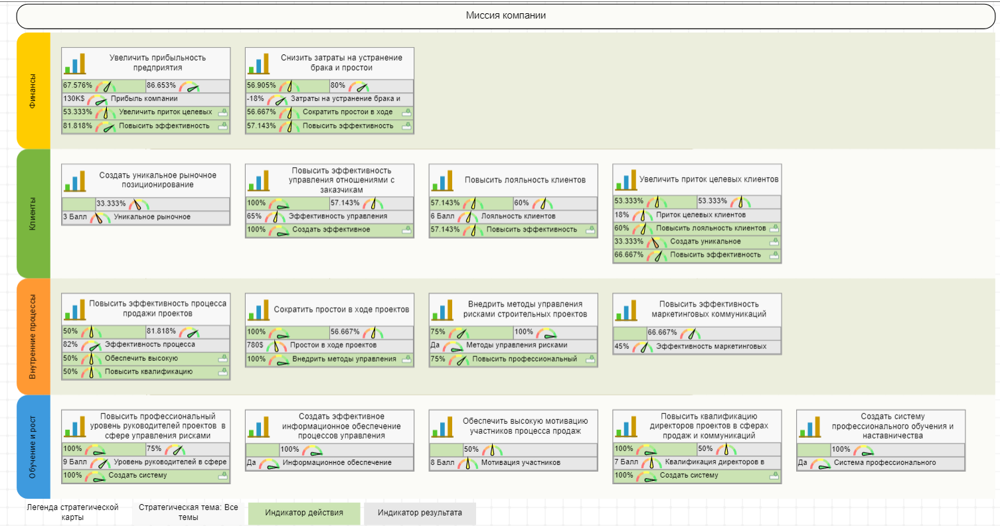 Миссия компании
Финансы
Увеличить прибыльность
предприятия
67.576% 86.653%
130K$ Прибыль компании
53.333% Увеличить приток целевых
81.818% Повысить эффективность
Снизить затраты на устранение
брака и простои
56.905% 80%
-18% Затраты на устранение брака и
56.667% Сократить простои в ходе
57.143% Повысить эффективность
Клиенты
Создать уникальное рыночное
позиционирование
33.333%
3 Балл Уникальное рыночное
Повысить эффективность
управления отношениями с
заказчикам
100% 57.143%
65% Эффективность управления
100% Создать эффективное
Повысить лояльность клиентов
57.143% 60%
6 Балл Лояльность клиентов
57.143% Повысить эффективность
Увеличить приток целевых клиентов
53.333% 53.333%
18% Приток целевых клиентов
60% Повысить лояльность клиентов
33.333% Создать уникальное
66.667% Повысить эффективность
Внутренние процессы
Повысить эффективность процесса
продажи проектов
50% 81.818%
82% Эффективность процесса
50% Обеспечить высокую
50% Повысить квалификацию
Сократить простои в ходе проектов
100% 56.667%
780$ Простои в ходе проектов
100% Внедрить методы управления
Внедрить методы управления
рисками строительных проектов
75% 100%
Да Методы управления рисками
75% Повысить профессиональный
Повысить эффективность
маркетинговых коммуникаций
66.667%
45% Эффективность маркетинговых
Обучение и рост
Повысить профессиональный
уровень руководителей проектов в
сфере управления рисками
100% 75%
9 Балл Уровень руководителей в сфере
100% Создать систему
Создать эффективное
информационное обеспечение
процессов управления
100%
Да Информационное обеспечение
Обеспечить высокую мотивацию
участников процесса продаж
50%
8 Балл Мотивация участников
Повысить квалификацию
директоров проектов в сферах
продаж и коммуникаций
100% 50%
7 Балл Квалификация директоров в
100% Создать систему
Создать систему
профессионального обучения и
наставничества
100%
Да Система профессионального
Легенда стратегической
карты
Стратегическая тема: Все
темы
Индикатор действия
Индикатор результата